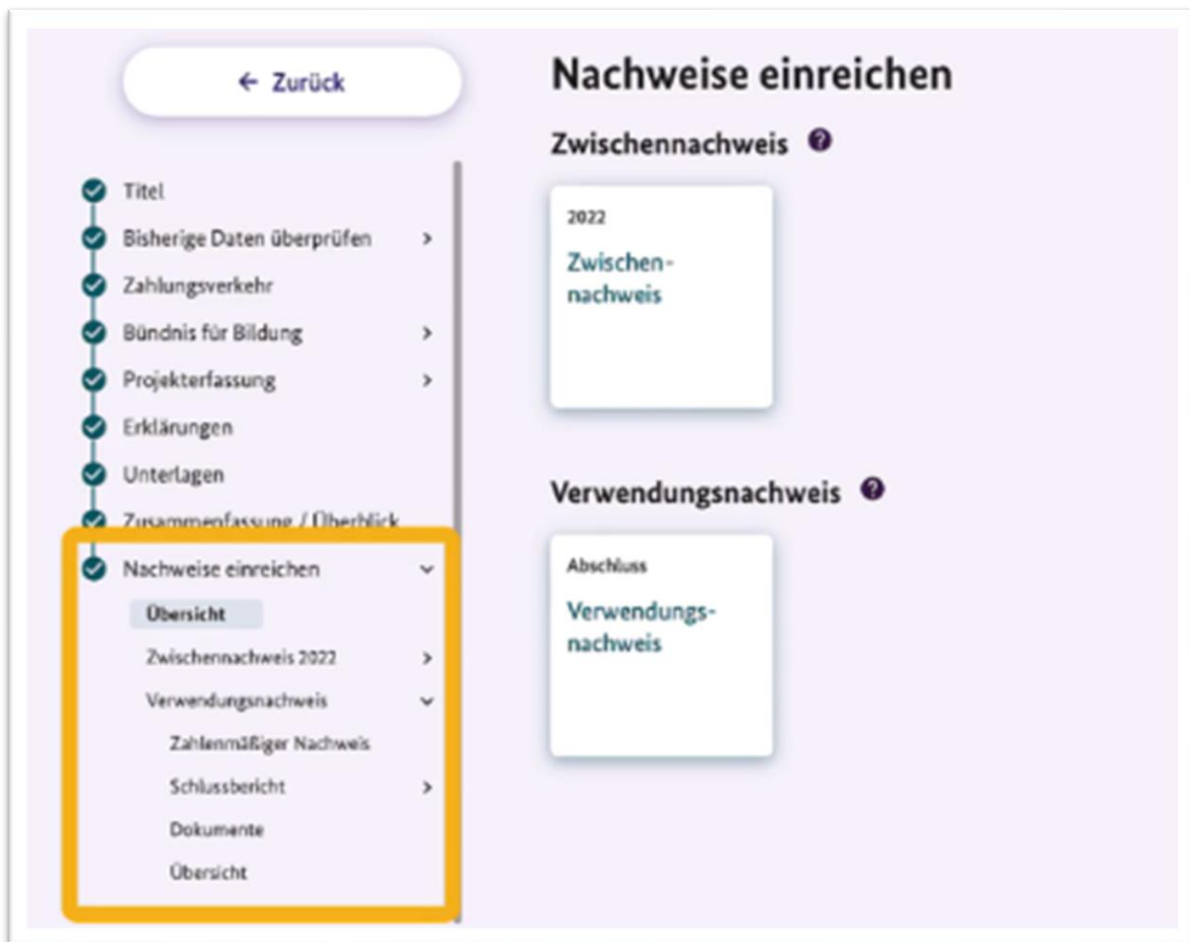 ← Zurück
Titel
Bisherige Daten überprüfen
Zahlungsverkehr
Bündnis für Bildung
Projekterfassung
Erklärungen
Unterlagen
Zusammenfassung / Überblick
Nachweise einreichen
Übersicht
Zwischennachweis 2022
Verwendungsnachweis
Zahlenmäßiger Nachweis
Schlussbericht
Dokumente
Übersicht
Nachweise einreichen
Zwischennachweis ?
2022
Zwischen-
nachweis
Verwendungsnachweis ?
Abschluss
Verwendungs-
nachweis